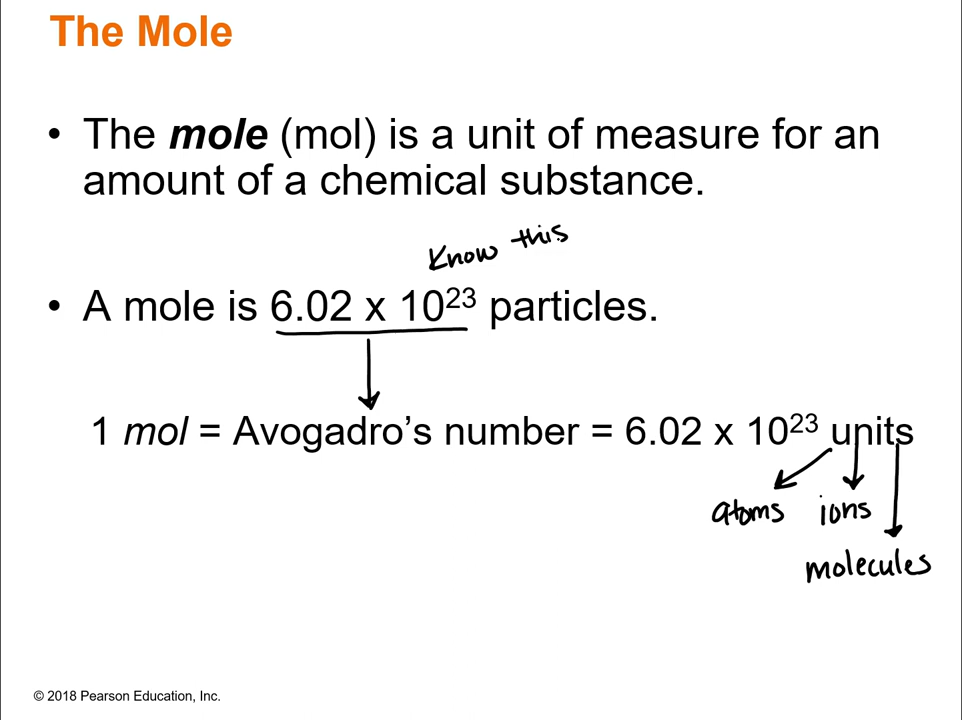 The Mole
• The mole (mol) is a unit of measure for an
amount of a chemical substance.
Know this
• A mole is 6.02 x 10²³ particles.
1 mol = Avogadro’s number = 6.02 x 10²³ units
atoms ions
molecules
© 2018 Pearson Education, Inc.